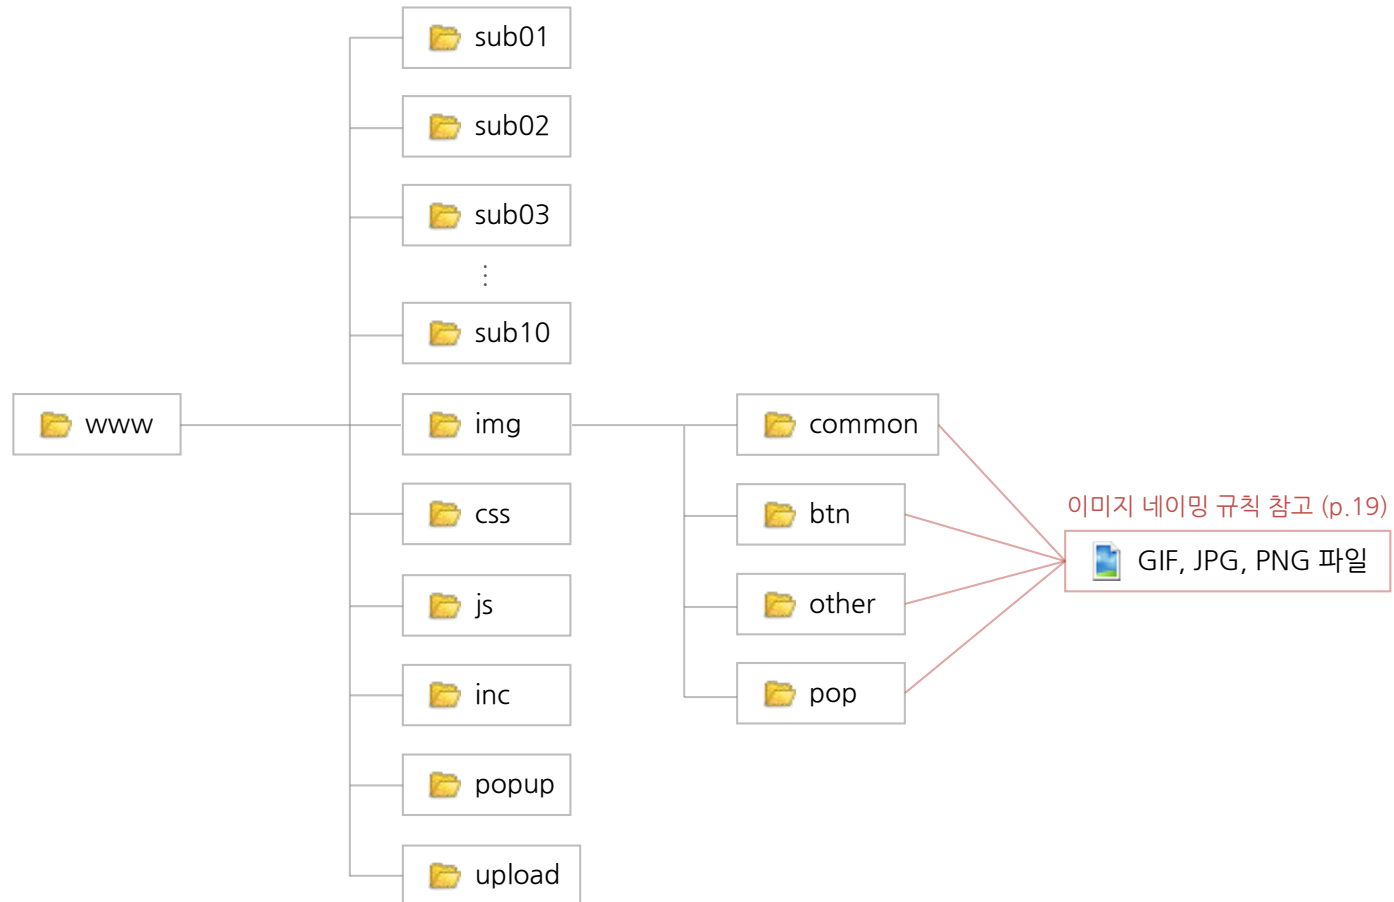 sub01
sub02
sub03
⋮
sub10
www
img
css
js
inc
popup
upload
common
btn
other
pop
이미지 네이밍 규칙 참고 (p.19)
GIF, JPG, PNG 파일